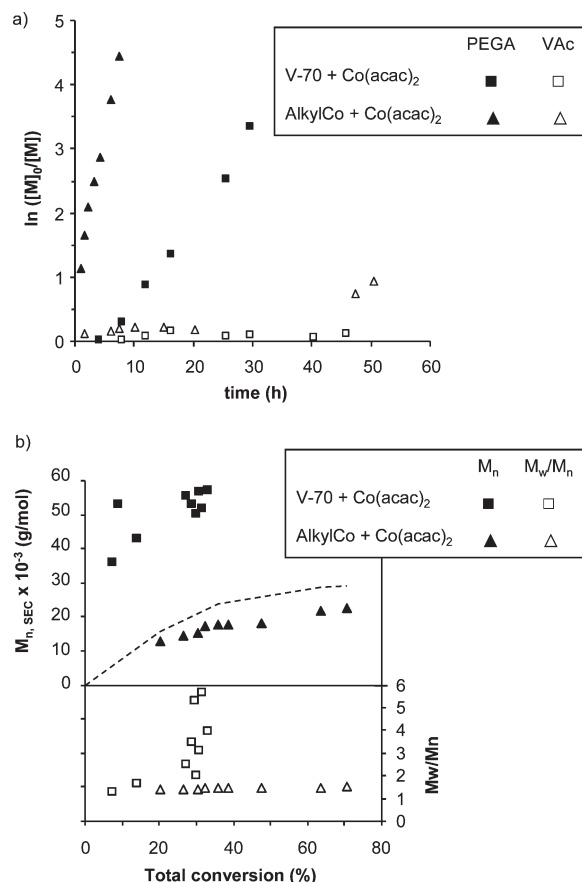 a)
PEGA VAc
V-70 + Co(acac)2
AlkylCo + Co(acac)2
5
4
3
2
1
0
ln ([M]0/[M])
0 10 20 30 40 50 60
time (h)
b)
Mn Mw/Mn
V-70 + Co(acac)2
AlkylCo + Co(acac)2
60
50
40
30
20
10
0
Mn, SEC x 10-3 (g/mol)
6
5
4
3
2
1
0
Mw/Mn
0 20 40 60 80
Total conversion (%)